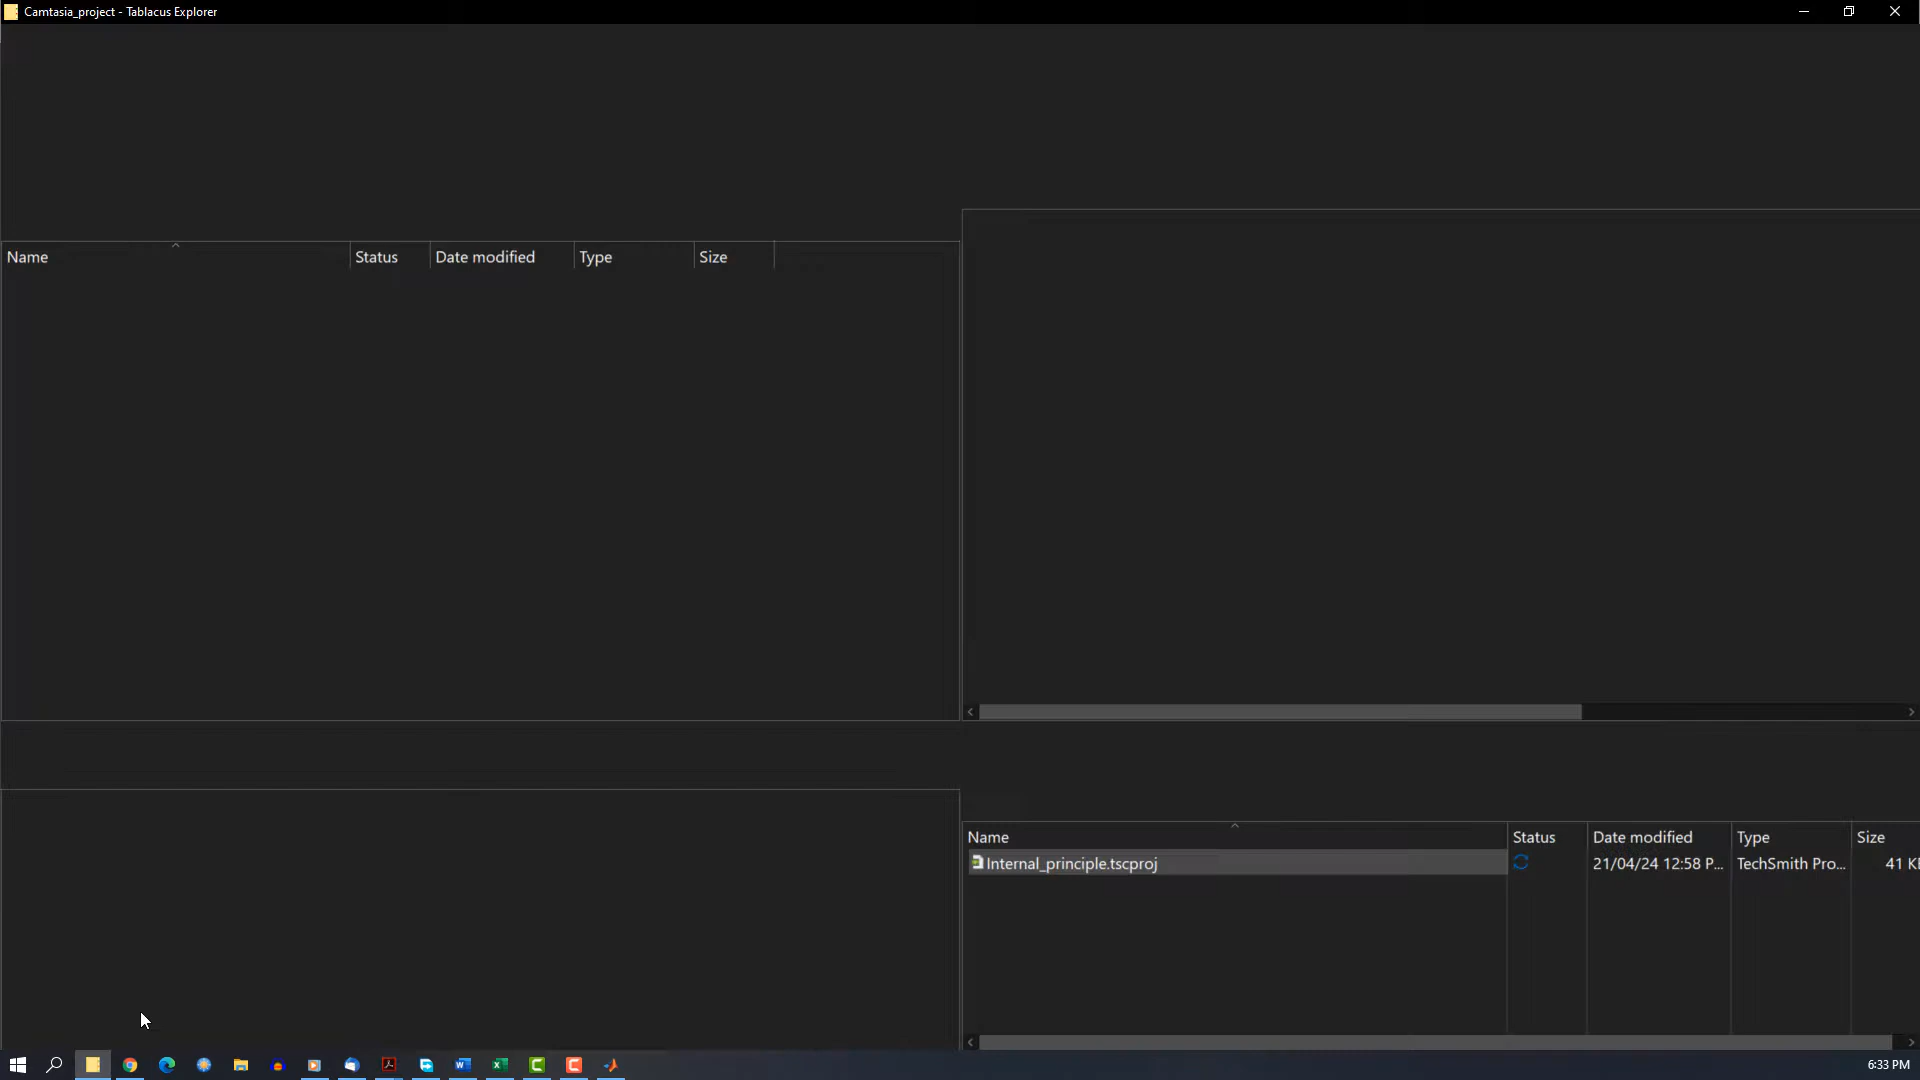 Camtasia_project - Tablacus Explorer
Name Status Date modified Type Size
Name Status Date modified Type Size
Internal_principle.tscproj 21/04/24 12:58 P... TechSmith Pro... 41 K
6:33 PM